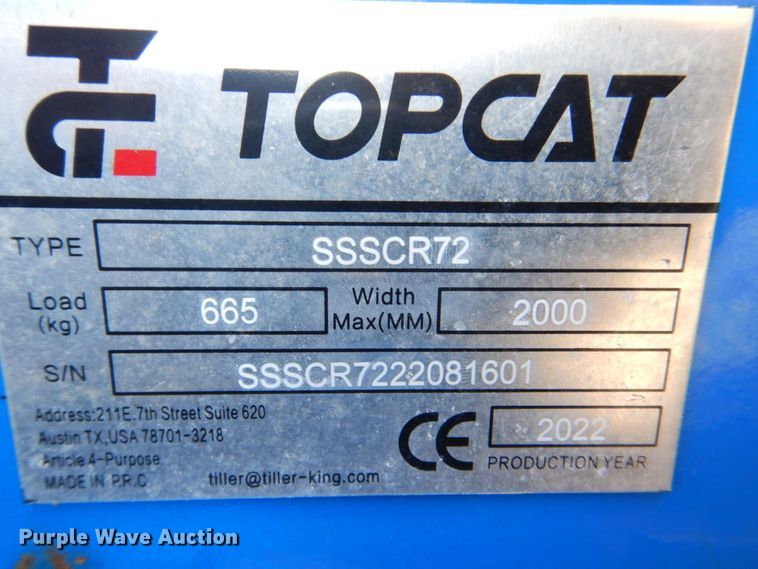 TOPCAT
TYPE SSSCR72
Load (kg) 665 Width Max(MM) 2000
S/N SSSCR7222081601
Address:211E.7th Street Suite 620
Austin TX,USA 78701-3218
Article 4-Purpose
MADE IN P.R.C
tiller@tiller-king.com
CE
2022
PRODUCTION YEAR
Purple Wave Auction